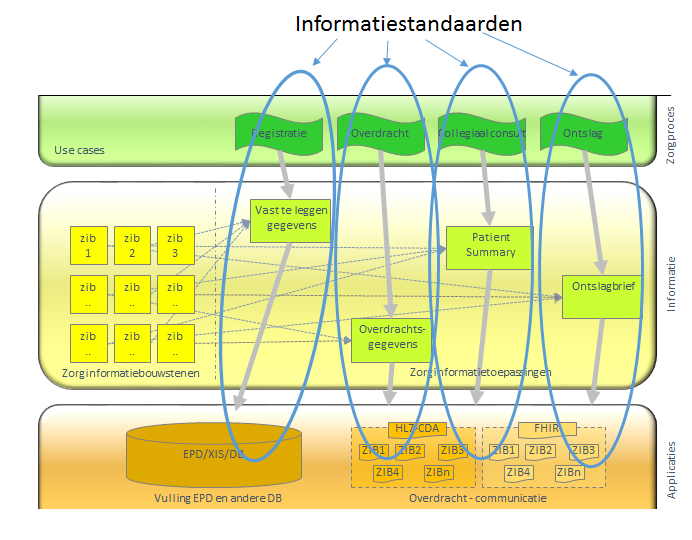 Informatiestandaarden
Registratie
Overdracht
Collegiaal consult
Ontslag
Use cases
Zorgproces
Vast te leggen
gegevens
zib
1
zib
2
zib
3
Patient
Summary
zib
..
zib
..
zib
..
Ontslagbrief
zib
..
zib
..
zib
..
Overdrachts-
gegevens
Zorginformatiebouwstenen
Zorginformatietoepassingen
Informatie
EPD/XIS/DB
HL7-CDA
ZIB1
ZIB2
ZIB3
ZIB4
ZIBn
FHIR
ZIB1
ZIB2
ZIB3
ZIB4
ZIBn
Vulling EPD en andere DB
Overdracht - communicatie
Applicaties